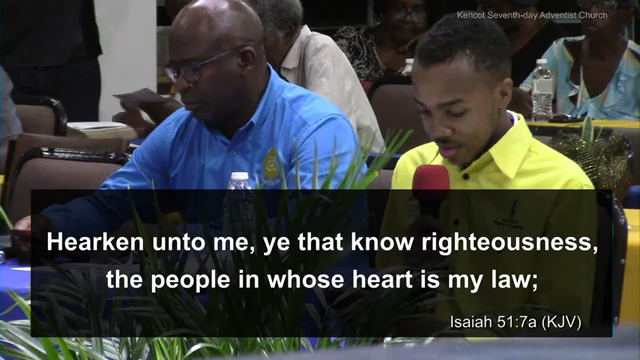 Kencot Seventh-day Adventist Church
Hearken unto me, ye that know righteousness,
the people in whose heart is my law;
Isaiah 51:7a (KJV)